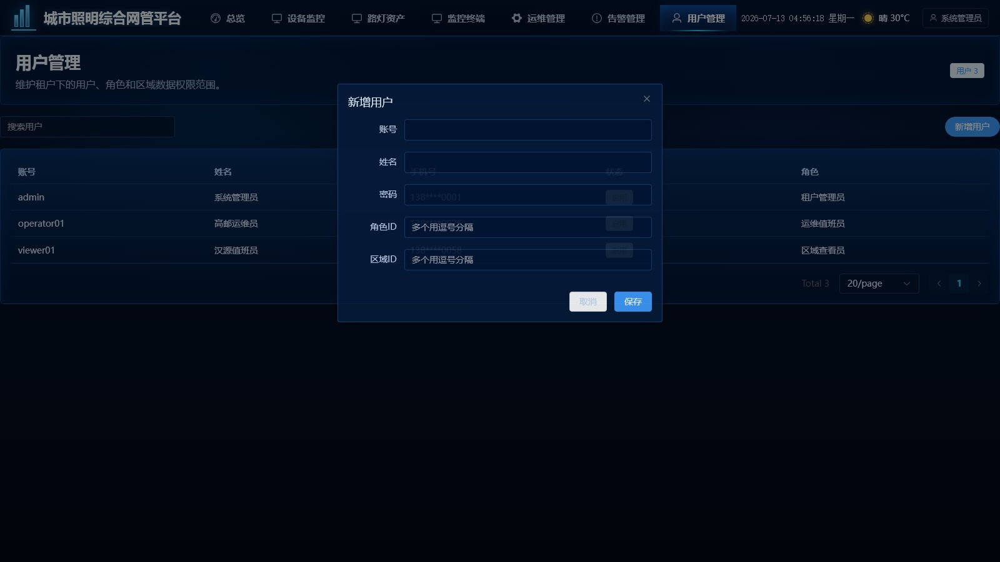 城市照明综合网管平台
总览
设备监控
路灯资产
监控终端
运维管理
告警管理
用户管理
2026-07-13 04:56:18 星期一
晴 30°C
系统管理员
用户管理
维护租户下的用户、角色和区域数据权限范围。
用户 3
搜索用户
新增用户
账号 姓名 手机号 状态 角色
admin 系统管理员 138****0001 启用 租户管理员
operator01 高邮运维员 启用 运维值班员
viewer01 汉源值班员 138****0058 启用 区域查看员
Total 3
20/page
1
新增用户
账号
姓名
密码
角色ID 多个用逗号分隔
区域ID 多个用逗号分隔
取消
保存